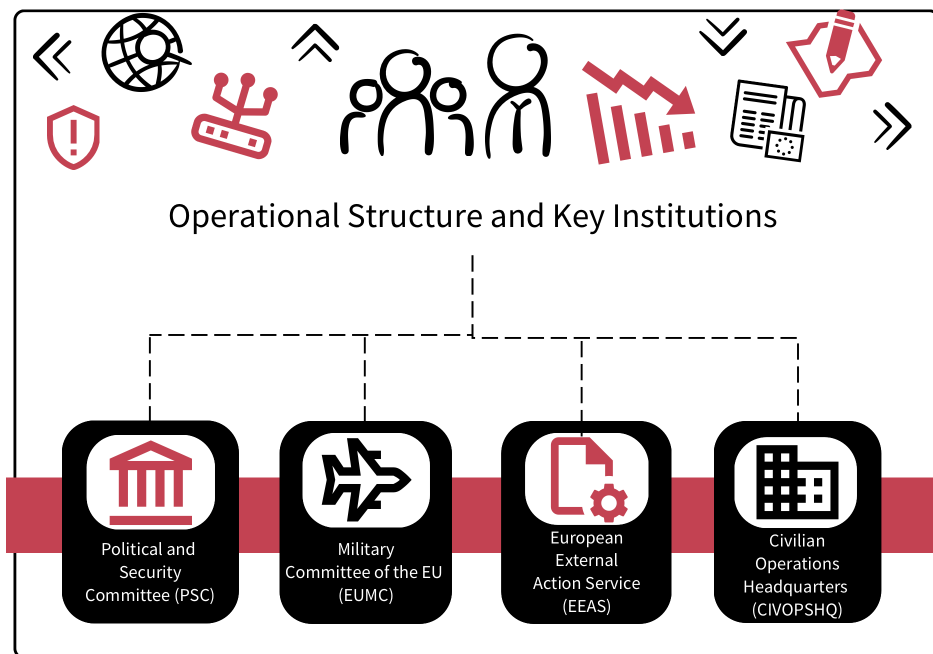 Operational Structure and Key Institutions
Political and
Security
Committee (PSC)
Military
Committee of the EU
(EUMC)
European
External
Action Service
(EEAS)
Civilian
Operations
Headquarters
(CIVOPSHQ)